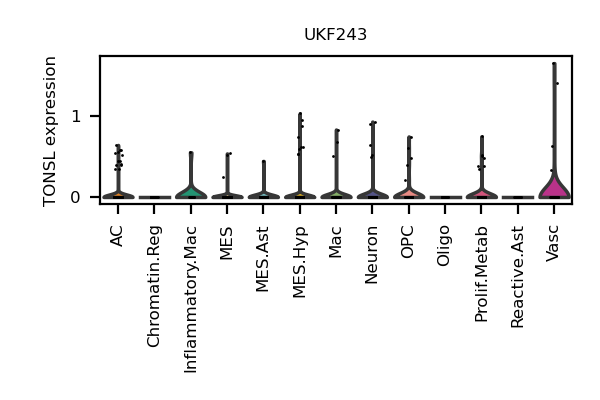 UKF243
TONSL expression
1
0
AC
Chromatin.Reg
Inflammatory.Mac
MES
MES.Ast
MES.Hyp
Mac
Neuron
OPC
Oligo
Prolif.Metab
Reactive.Ast
Vasc